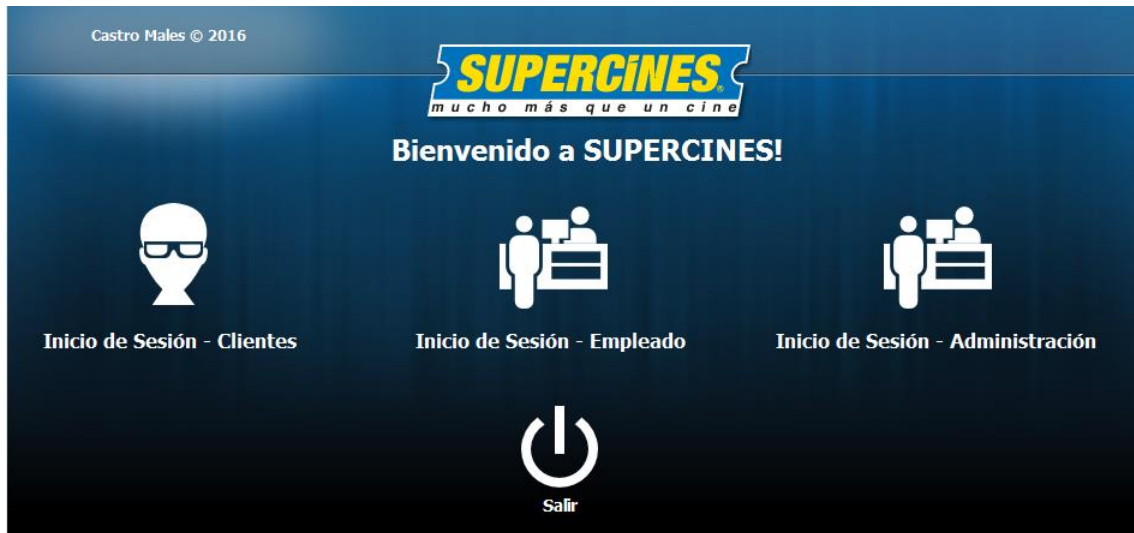 Castro Males © 2016
SUPERCiNES®
mucho más que un cine
Bienvenido a SUPERCINES!
Inicio de Sesión - Clientes
Inicio de Sesión - Empleado
Inicio de Sesión - Administración
Salir